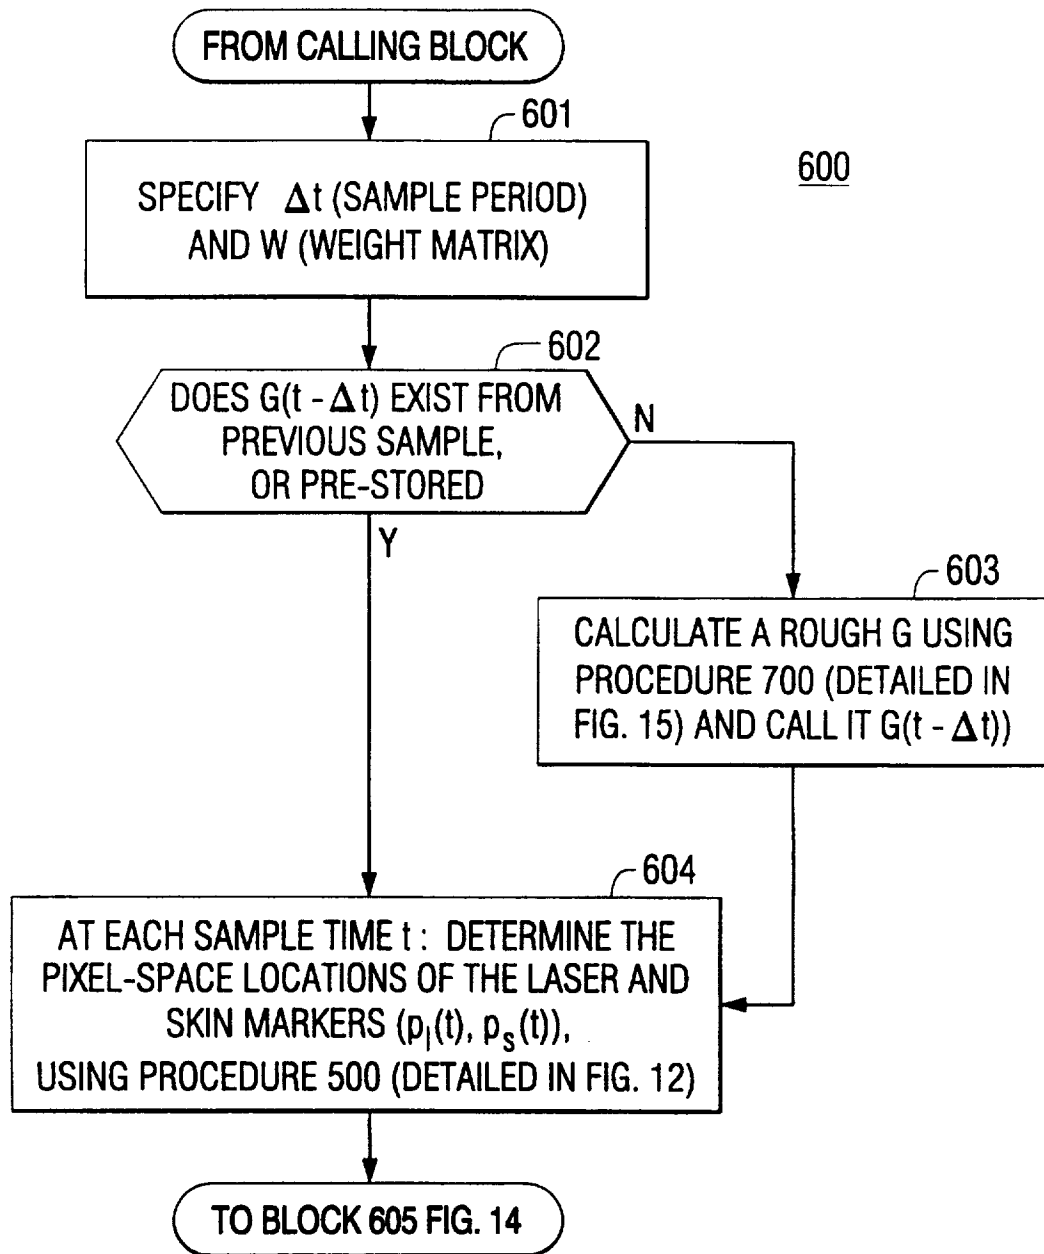 FROM CALLING BLOCK
601
600
SPECIFY Δt (SAMPLE PERIOD)
AND W (WEIGHT MATRIX)
602
DOES G(t - Δt) EXIST FROM
PREVIOUS SAMPLE,
OR PRE-STORED
N
Y
603
CALCULATE A ROUGH G USING
PROCEDURE 700 (DETAILED IN
FIG. 15) AND CALL IT G(t - Δt))
604
AT EACH SAMPLE TIME t : DETERMINE THE
PIXEL-SPACE LOCATIONS OF THE LASER AND
SKIN MARKERS (pl(t), ps(t)),
USING PROCEDURE 500 (DETAILED IN FIG. 12)
TO BLOCK 605 FIG. 14